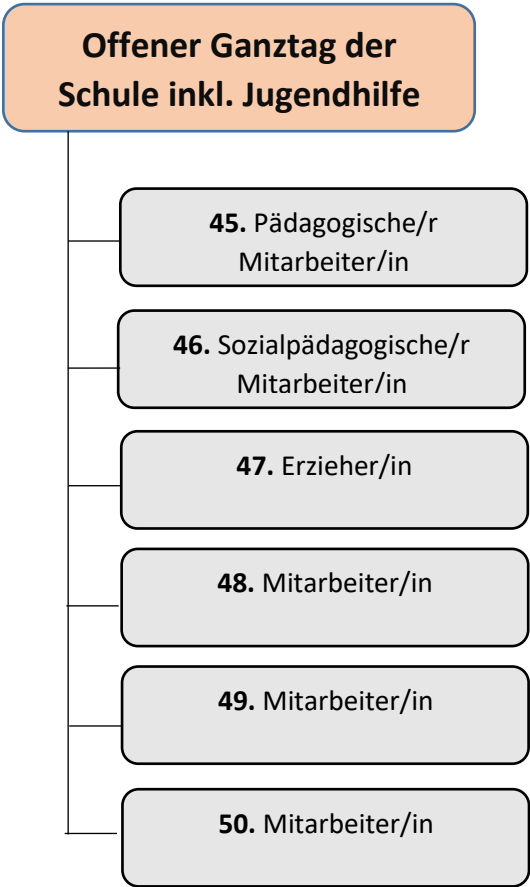 Offener Ganztag der
Schule inkl. Jugendhilfe
45. Pädagogische/r
Mitarbeiter/in
46. Sozialpädagogische/r
Mitarbeiter/in
47. Erzieher/in
48. Mitarbeiter/in
49. Mitarbeiter/in
50. Mitarbeiter/in